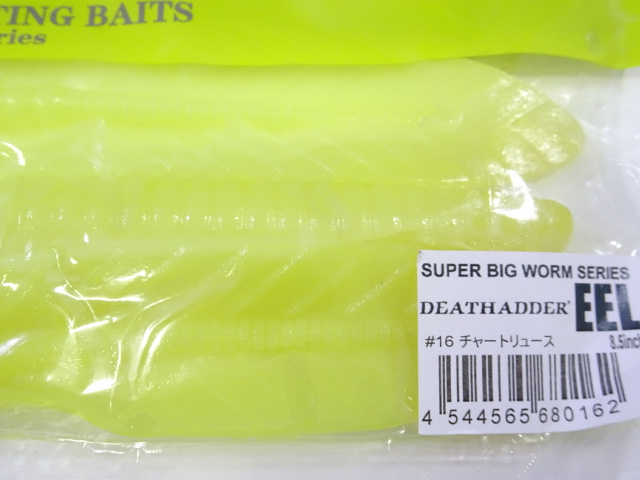 TING BAITS
ries
SUPER BIG WORM SERIES
DEATHADDER® EEL
#16 チャートリュース 8.5inch
4 544565 680162